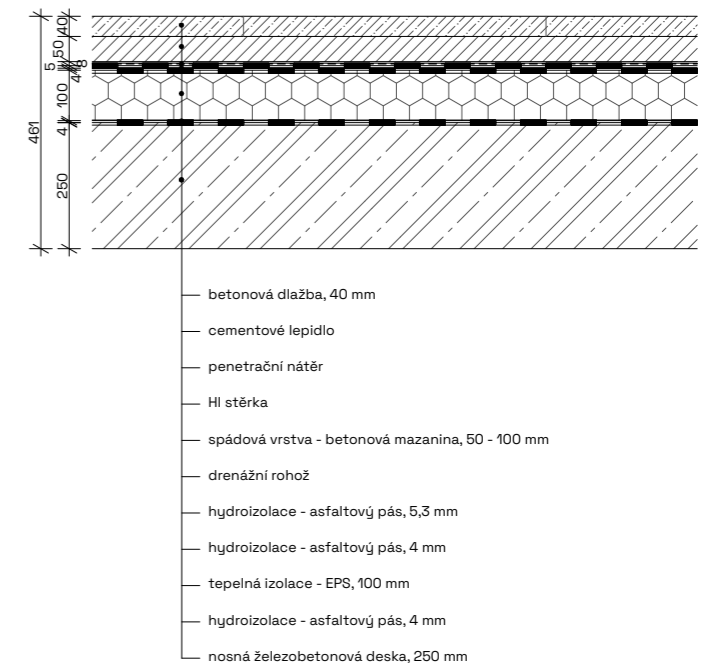 40
50
8
5
4
100
4
250
461
betonová dlažba, 40 mm
cementové lepidlo
penetrační nátěr
HI stěrka
spádová vrstva - betonová mazanina, 50 - 100 mm
drenážní rohož
hydroizolace - asfaltový pás, 5,3 mm
hydroizolace - asfaltový pás, 4 mm
tepelná izolace - EPS, 100 mm
hydroizolace - asfaltový pás, 4 mm
nosná železobetonová deska, 250 mm